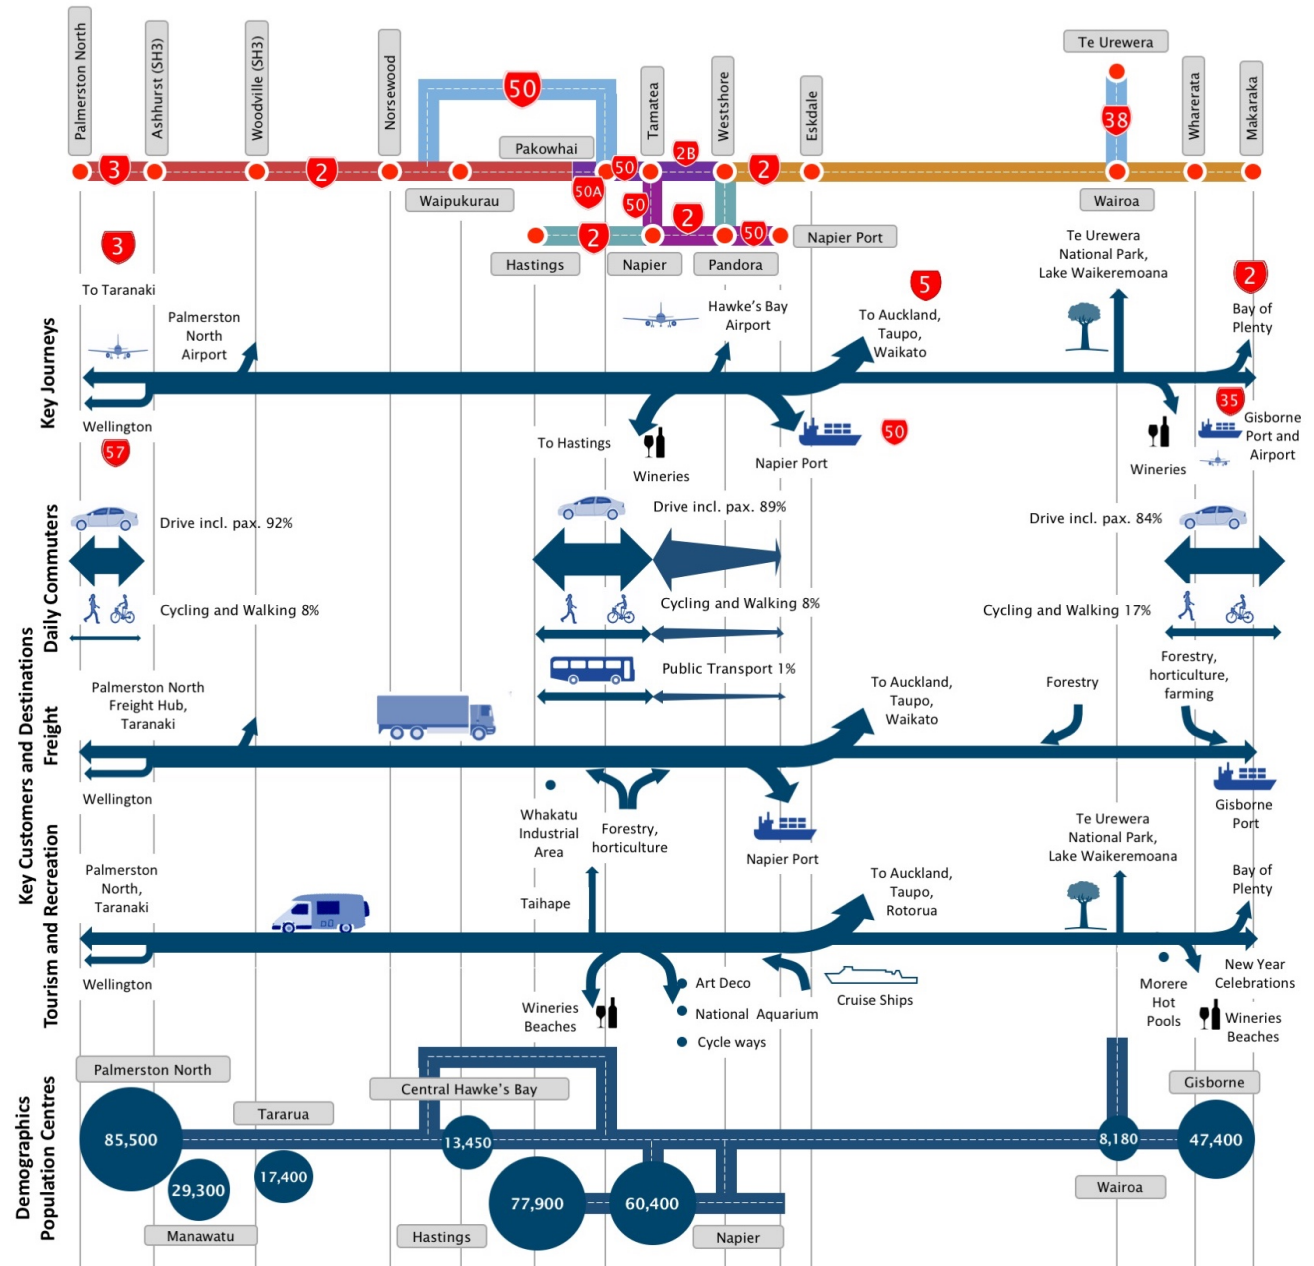 Palmerston North
Ashhurst (SH3)
Woodville (SH3)
Norsewood
Tamatea
Westshore
Eskdale
Te Urewera
Wharerata
Makaraka
50
38
Pakowhai
3
2
50A
50
2B
2
Waipukurau
Wairoa
50
2
2
50
Napier Port
Hastings
Napier
Pandora
Key Customers and Destinations
Key Journeys
3
To Taranaki
Palmerston
North
Airport
Wellington
57
Hawke's Bay
Airport
5
To Auckland,
Taupo,
Waikato
To Hastings
Wineries
Napier Port
50
Te Urewera
National Park,
Lake Waikeremoana
2
Bay of
Plenty
35
Gisborne
Port and
Airport
Wineries
Daily Commuters
Drive incl. pax. 92%
Cycling and Walking 8%
Drive incl. pax. 89%
Cycling and Walking 8%
Public Transport 1%
Drive incl. pax. 84%
Cycling and Walking 17%
Freight
Palmerston North
Freight Hub,
Taranaki
Wellington
Whakatu
Industrial
Area
Forestry,
horticulture
To Auckland,
Taupo,
Waikato
Napier Port
Forestry
Forestry,
horticulture,
farming
Gisborne
Port
Tourism and Recreation
Palmerston
North,
Taranaki
Wellington
Taihape
Wineries
Beaches
Art Deco
National Aquarium
Cycle ways
To Auckland,
Taupo,
Rotorua
Cruise Ships
Te Urewera
National Park,
Lake Waikeremoana
Bay of
Plenty
Morere
Hot
Pools
New Year
Celebrations
Wineries
Beaches
Demographics
Population Centres
Palmerston North
85,500
29,300
Manawatu
Tararua
17,400
Central Hawke's Bay
13,450
77,900
Hastings
60,400
Napier
8,180
Wairoa
Gisborne
47,400